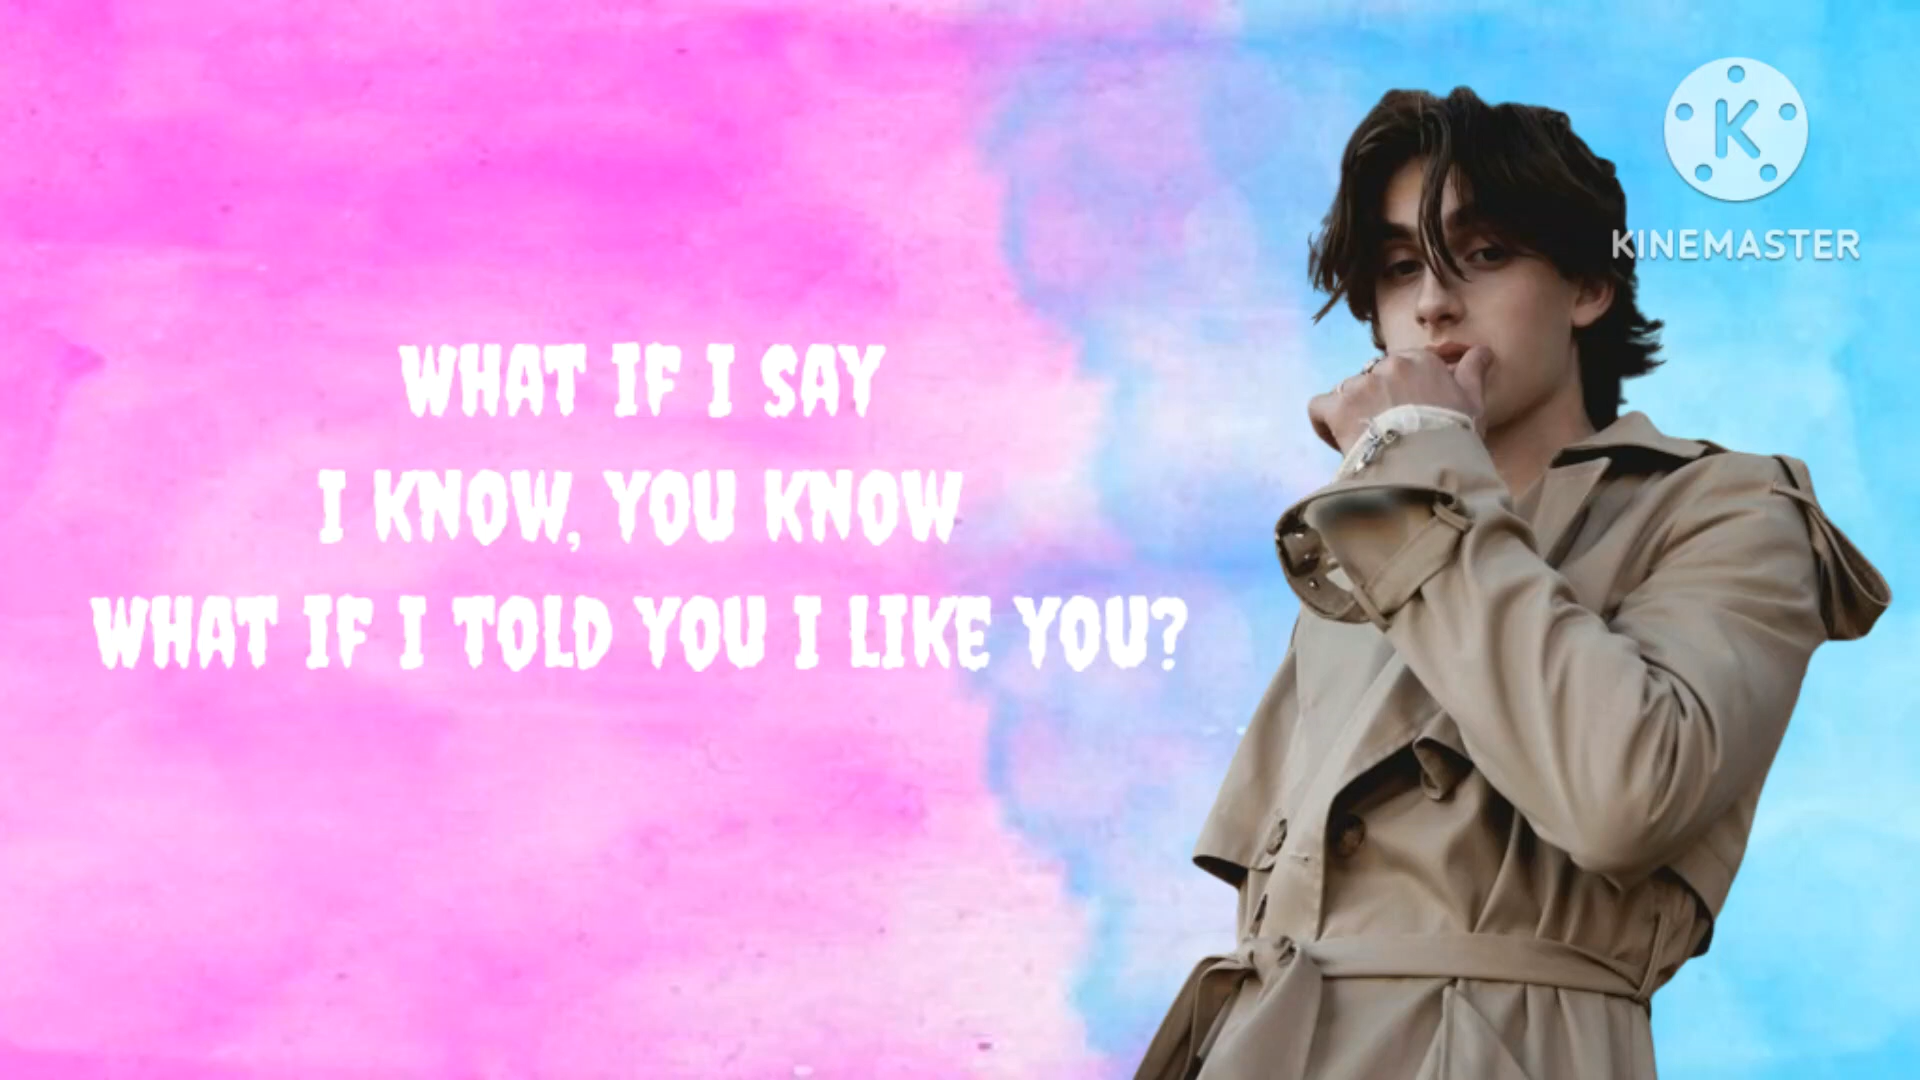 WHAT IF I SAY
I KNOW, YOU KNOW
WHAT IF I TOLD YOU I LIKE YOU?
K
KINEMASTER